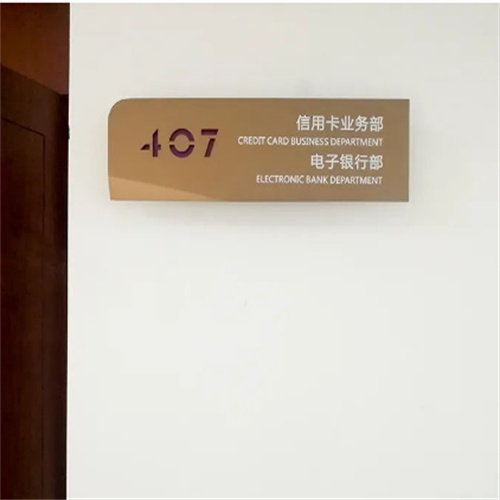 407
信用卡业务部
CREDIT CARD BUSINESS DEPARTMENT
电子银行部
ELECTRONIC BANK DEPARTMENT